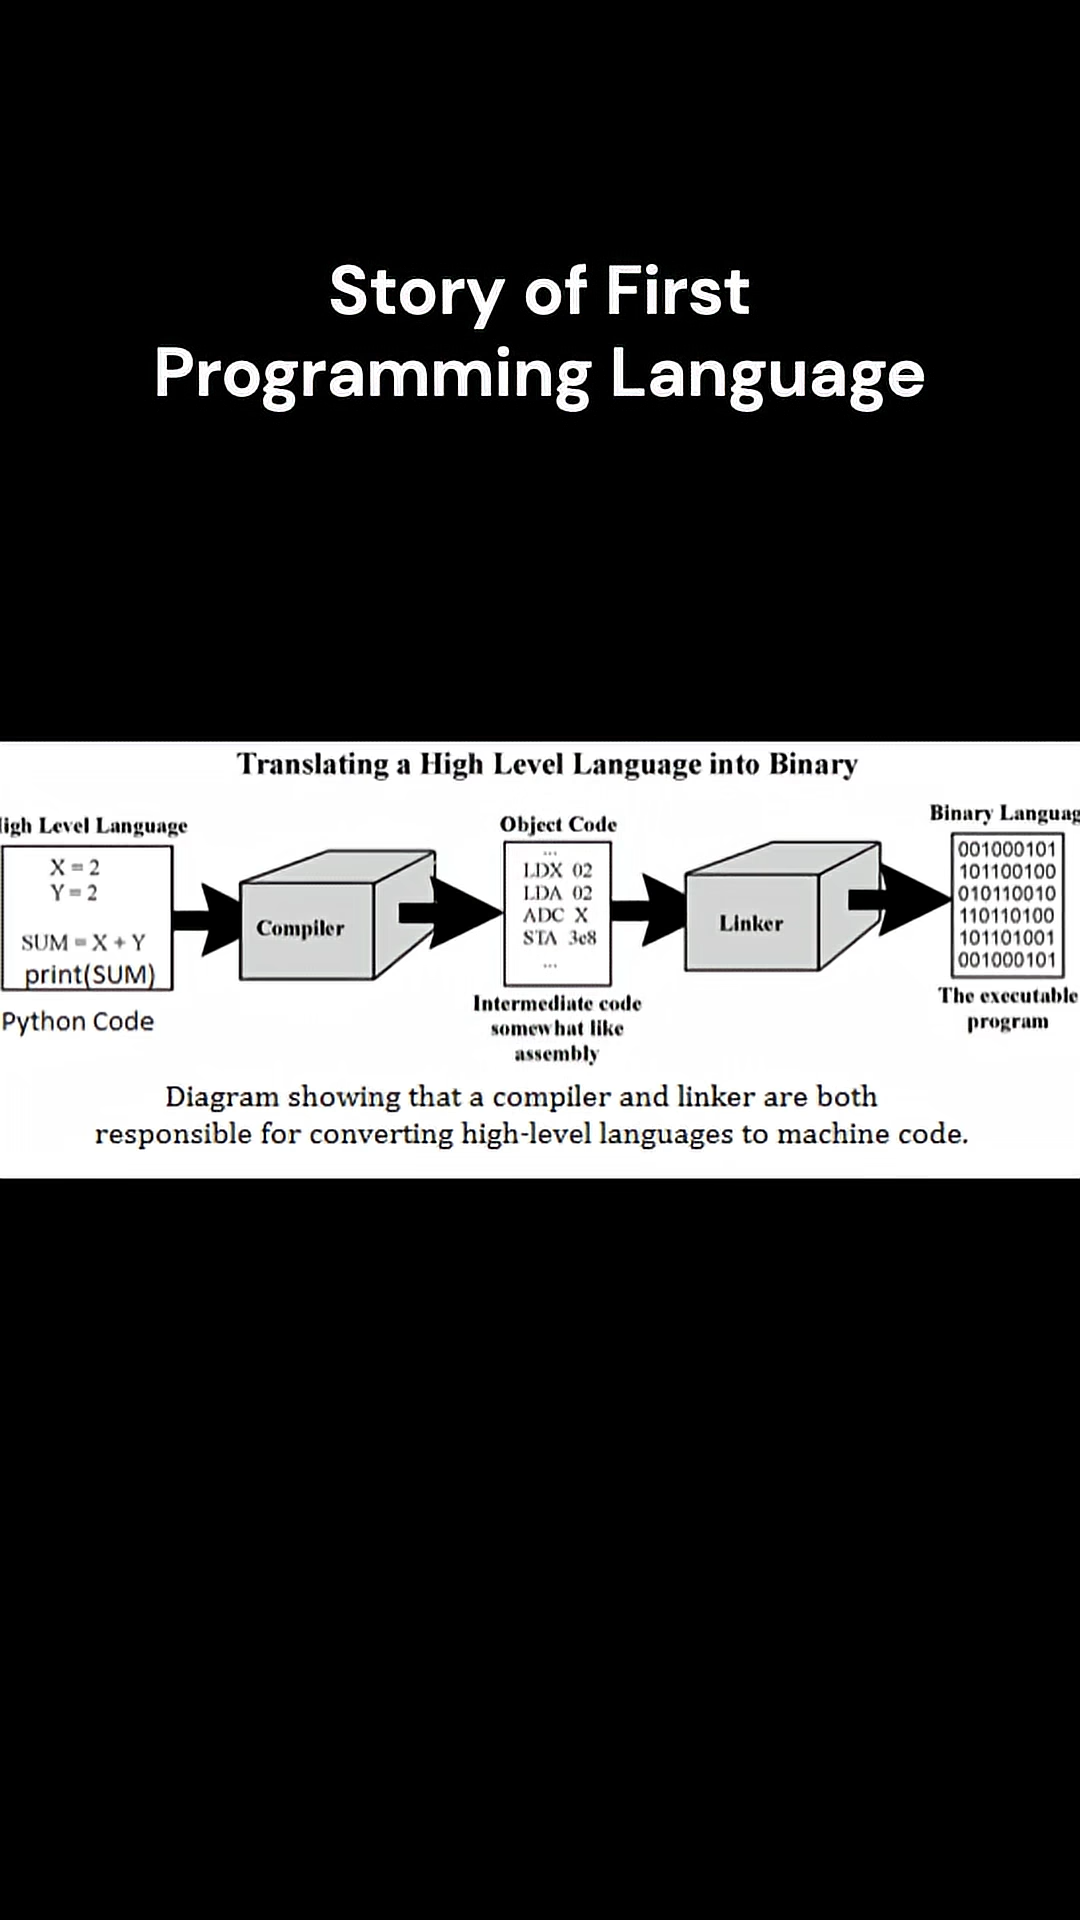 Story of First
Programming Language
Translating a High Level Language into Binary
igh Level Language
X = 2
Y = 2
SUM = X + Y
print(SUM)
Python Code
Compiler
Object Code
...
LDX 02
LDA 02
ADC X
STA 3e8
...
Intermediate code
somewhat like
assembly
Linker
Binary Languag
001000101
101100100
010110010
110110100
101101001
001000101
The executable
program
Diagram showing that a compiler and linker are both
responsible for converting high-level languages to machine code.